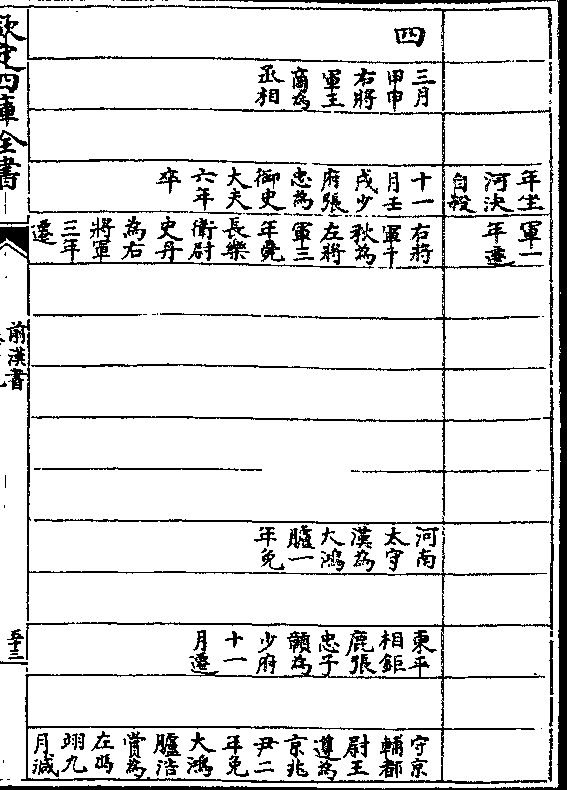 年坐
河決
自殺
軍一
年遷
四
三月
甲申
右將
軍王
商為
丞相
十一
月壬
戌少
府張
忠為
御史
大夫
六年
卒
右將
軍千
秋為
左將
軍三
年免
長樂
衛尉
史丹
為右
將軍
三年
遷
河南
太守
漢為
大鴻
臚一
年免
東平
相鉅
鹿張
忠子
贛為
少府
十一
月遷
守京
輔都
尉王
遵為
京兆
尹二
年免
大鴻
臚浩
賞為
左馮
翊九
月減
欽定四庫全書
前漢書